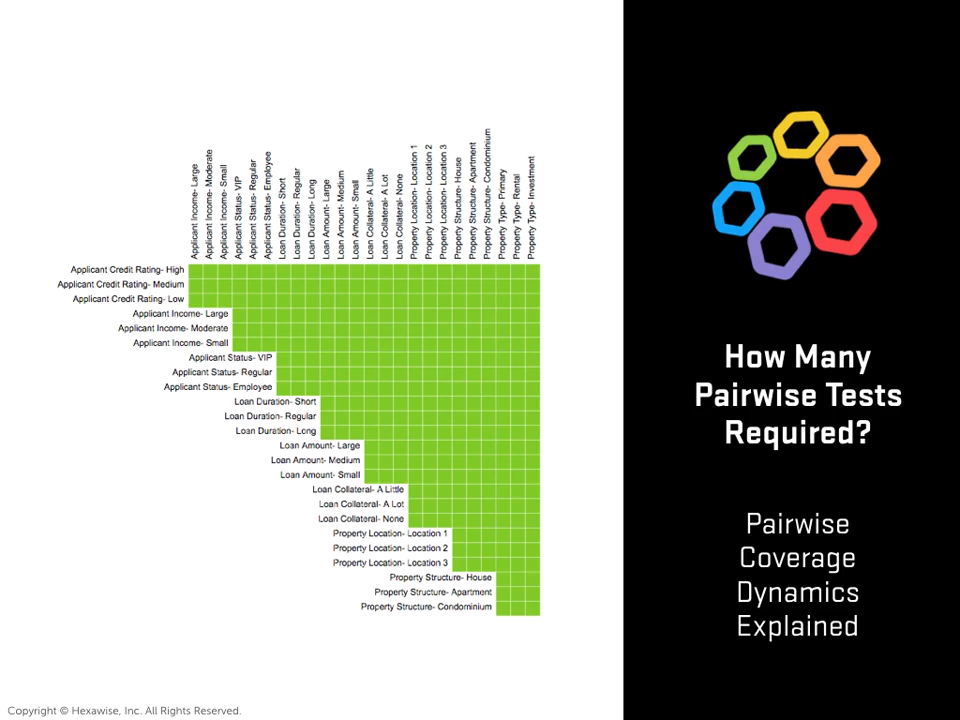 Applicant Income- Large
Applicant Income- Moderate
Applicant Income- Small
Applicant Status- VIP
Applicant Status- Regular
Applicant Status- Employee
Loan Duration- Short
Loan Duration- Regular
Loan Duration- Long
Loan Amount- Large
Loan Amount- Medium
Loan Amount- Small
Loan Collateral- A Little
Loan Collateral- A Lot
Loan Collateral- None
Property Location- Location 1
Property Location- Location 2
Property Location- Location 3
Property Structure- House
Property Structure- Apartment
Property Structure- Condominium
Property Type- Primary
Property Type- Rental
Property Type- Investment
Applicant Credit Rating- High
Applicant Credit Rating- Medium
Applicant Credit Rating- Low
Applicant Income- Large
Applicant Income- Moderate
Applicant Income- Small
Applicant Status- VIP
Applicant Status- Regular
Applicant Status- Employee
Loan Duration- Short
Loan Duration- Regular
Loan Duration- Long
Loan Amount- Large
Loan Amount- Medium
Loan Amount- Small
Loan Collateral- A Little
Loan Collateral- A Lot
Loan Collateral- None
Property Location- Location 1
Property Location- Location 2
Property Location- Location 3
Property Structure- House
Property Structure- Apartment
Property Structure- Condominium
How Many
Pairwise Tests
Required?
Pairwise
Coverage
Dynamics
Explained
Copyright © Hexawise, Inc. All Rights Reserved.